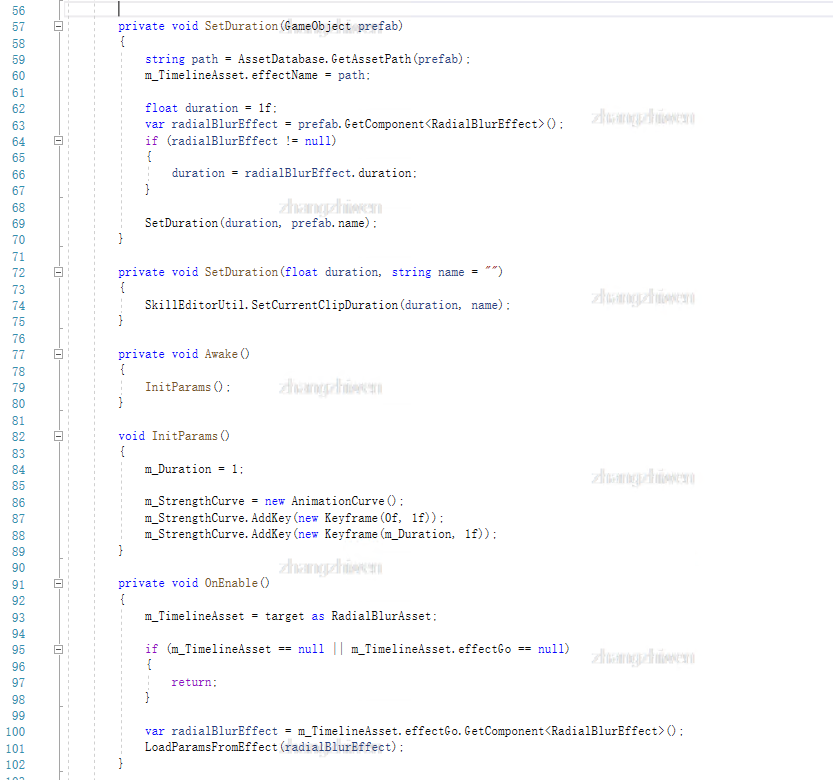 56
57 private void SetDuration(GameObject prefab)
58 {
59 string path = AssetDatabase.GetAssetPath(prefab);
60 m_TimelineAsset.effectName = path;
61
62 float duration = 1f;
63 var radialBlurEffect = prefab.GetComponent<RadialBlurEffect>();
64 if (radialBlurEffect != null)
65 {
66 duration = radialBlurEffect.duration;
67 }
68
69 SetDuration(duration, prefab.name);
70 }
71
72 private void SetDuration(float duration, string name = "")
73 {
74 SkillEditorUtil.SetCurrentClipDuration(duration, name);
75 }
76
77 private void Awake()
78 {
79 InitParams();
80 }
81
82 void InitParams()
83 {
84 m_Duration = 1;
85
86 m_StrengthCurve = new AnimationCurve();
87 m_StrengthCurve.AddKey(new Keyframe(0f, 1f));
88 m_StrengthCurve.AddKey(new Keyframe(m_Duration, 1f));
89 }
90
91 private void OnEnable()
92 {
93 m_TimelineAsset = target as RadialBlurAsset;
94
95 if (m_TimelineAsset == null || m_TimelineAsset.effectGo == null)
96 {
97 return;
98 }
99
100 var radialBlurEffect = m_TimelineAsset.effectGo.GetComponent<RadialBlurEffect>();
101 LoadParamsFromEffect(radialBlurEffect);
102 }